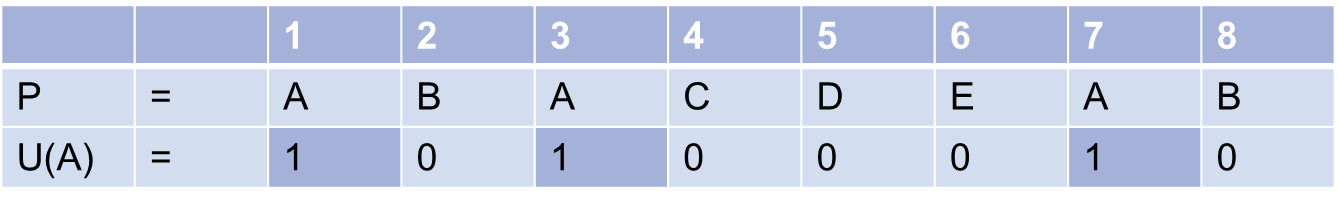 1 2 3 4 5 6 7 8
P = A B A C D E A B
U(A) = 1 0 1 0 0 0 1 0